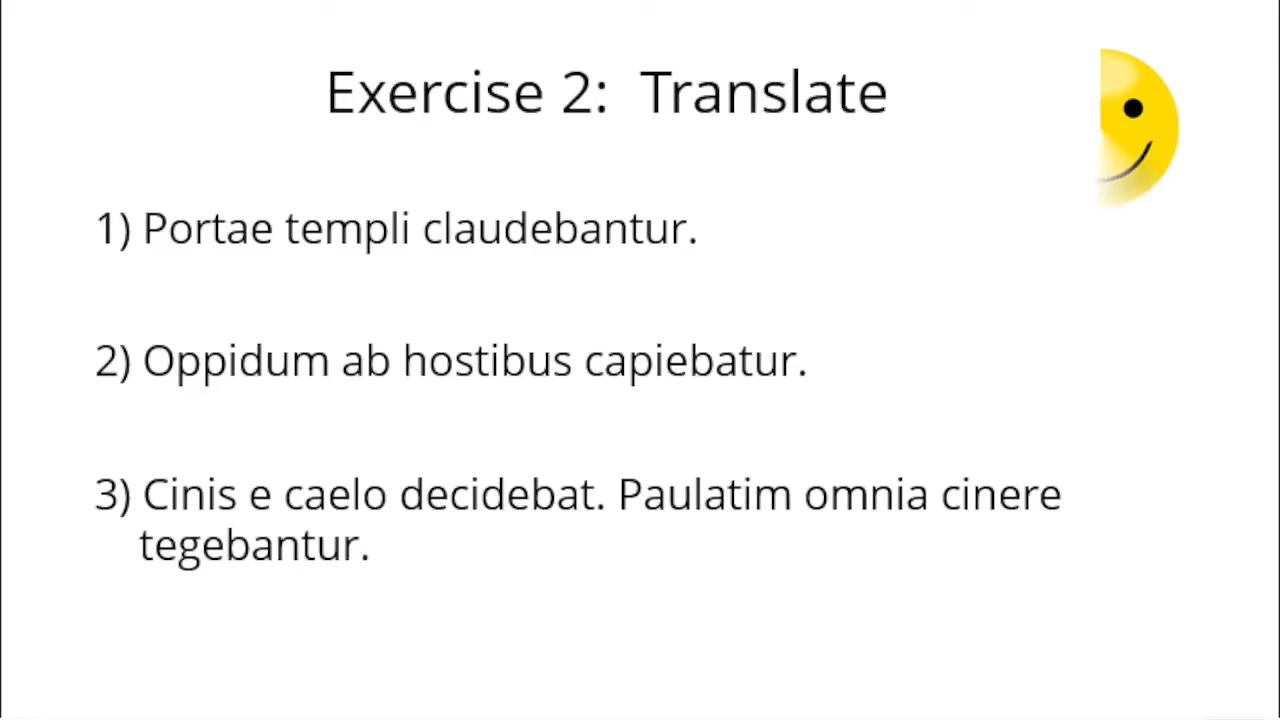 Exercise 2: Translate
1) Portae templi claudebantur.
2) Oppidum ab hostibus capiebatur.
3) Cinis e caelo decidebat. Paulatim omnia cinere
tegebantur.